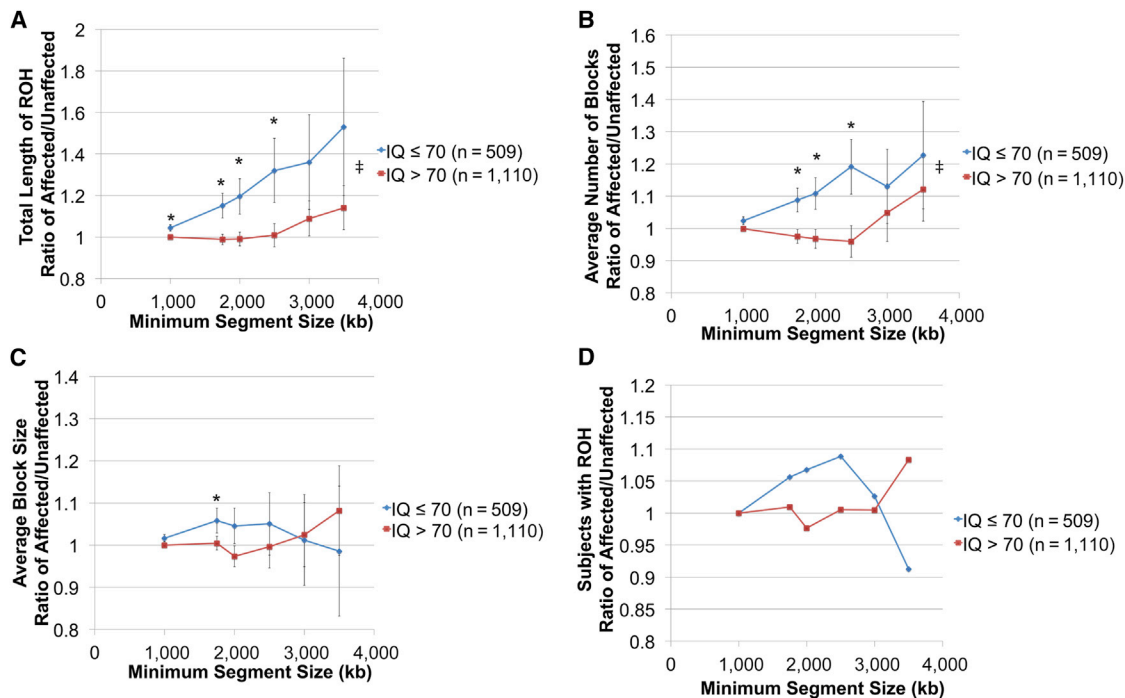 A
Total Length of ROH
Ratio of Affected/Unaffected
2
1.8
1.6
1.4
1.2
1
0.8
* * * *
‡
IQ ≤ 70 (n = 509)
IQ > 70 (n = 1,110)
0 1,000 2,000 3,000 4,000
Minimum Segment Size (kb)
B
Average Number of Blocks
Ratio of Affected/Unaffected
1.6
1.5
1.4
1.3
1.2
1.1
1
0.9
0.8
* * *
‡
IQ ≤ 70 (n = 509)
IQ > 70 (n = 1,110)
0 1,000 2,000 3,000 4,000
Minimum Segment Size (kb)
C
Average Block Size
Ratio of Affected/Unaffected
1.4
1.3
1.2
1.1
1
0.9
0.8
*
IQ ≤ 70 (n = 509)
IQ > 70 (n = 1,110)
0 1,000 2,000 3,000 4,000
Minimum Segment Size (kb)
D
Subjects with ROH
Ratio of Affected/Unaffected
1.2
1.15
1.1
1.05
1
0.95
0.9
0.85
0.8
IQ ≤ 70 (n = 509)
IQ > 70 (n = 1,110)
0 1,000 2,000 3,000 4,000
Minimum Segment Size (kb)